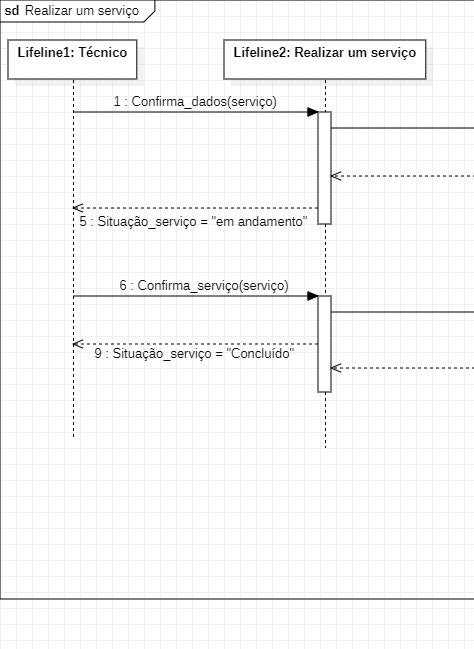 sd Realizar um serviço
Lifeline1: Técnico
Lifeline2: Realizar um serviço
1 : Confirma_dados(serviço)
5 : Situação_serviço = "em andamento"
6 : Confirma_serviço(serviço)
9 : Situação_serviço = "Concluído"